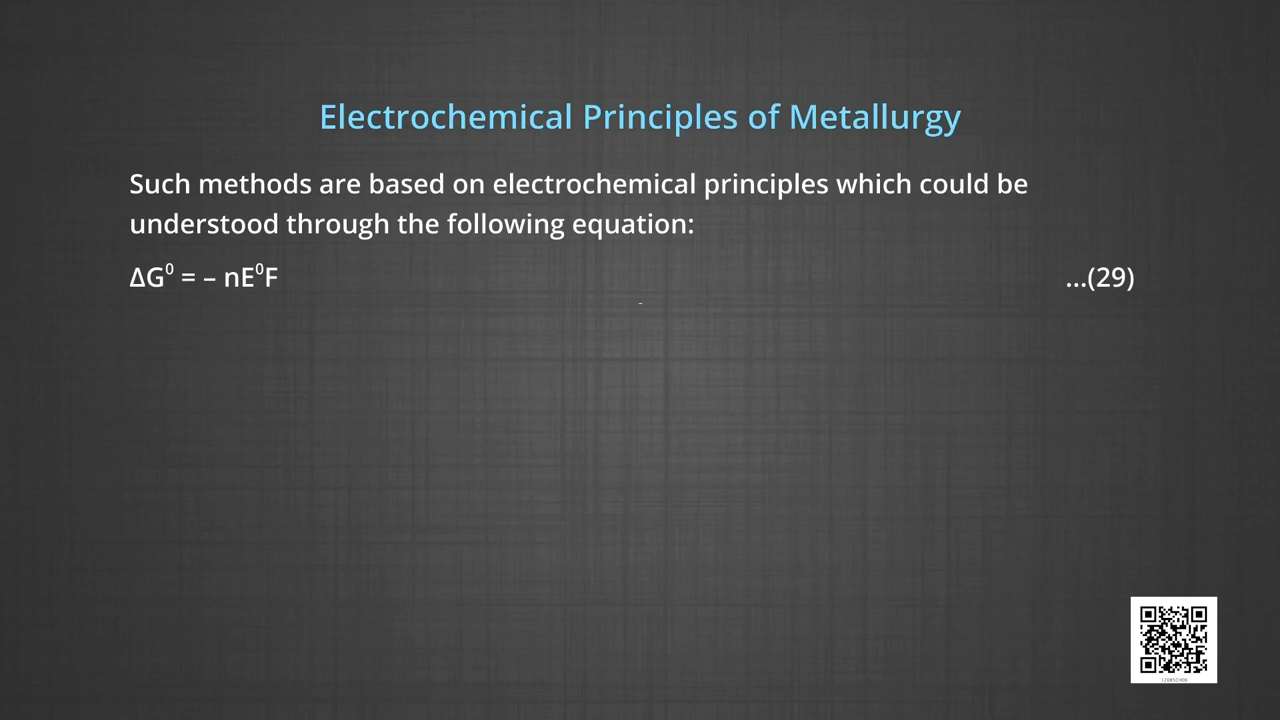 Electrochemical Principles of Metallurgy
Such methods are based on electrochemical principles which could be
understood through the following equation:
ΔG⁰ = – nE⁰F ...(29)